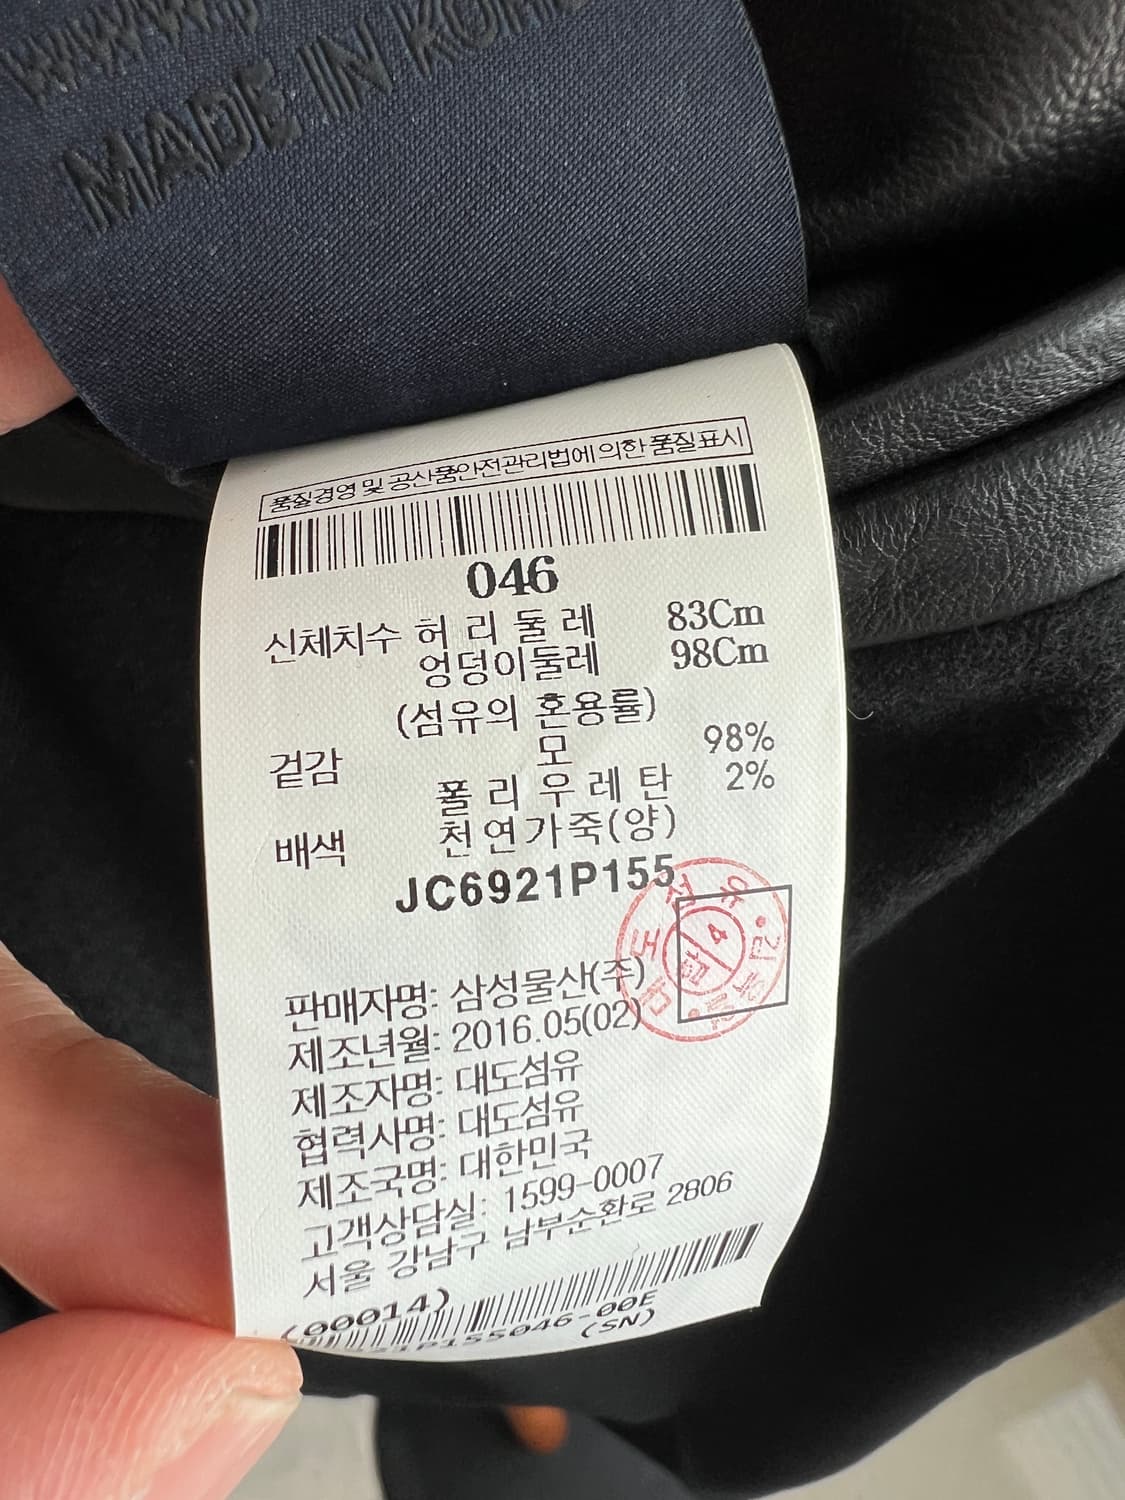 MADE IN KOREA
품질경영 및 공산품안전관리법에 의한 품질표시
046
신체치수 허 리 둘 레 83Cm
엉덩이둘레 98Cm
(섬유의 혼용률)
겉감 모 98%
폴 리 우 레 탄 2%
배색 천 연 가 죽(양)
JC6921P155
판매자명: 삼성물산(주)
제조년월: 2016.05(02)
제조자명: 대도섬유
협력사명: 대도섬유
제조국명: 대한민국
고객상담실: 1599-0007
서울 강남구 남부순환로 2806
(00014)
21P155046-00E
(SN)